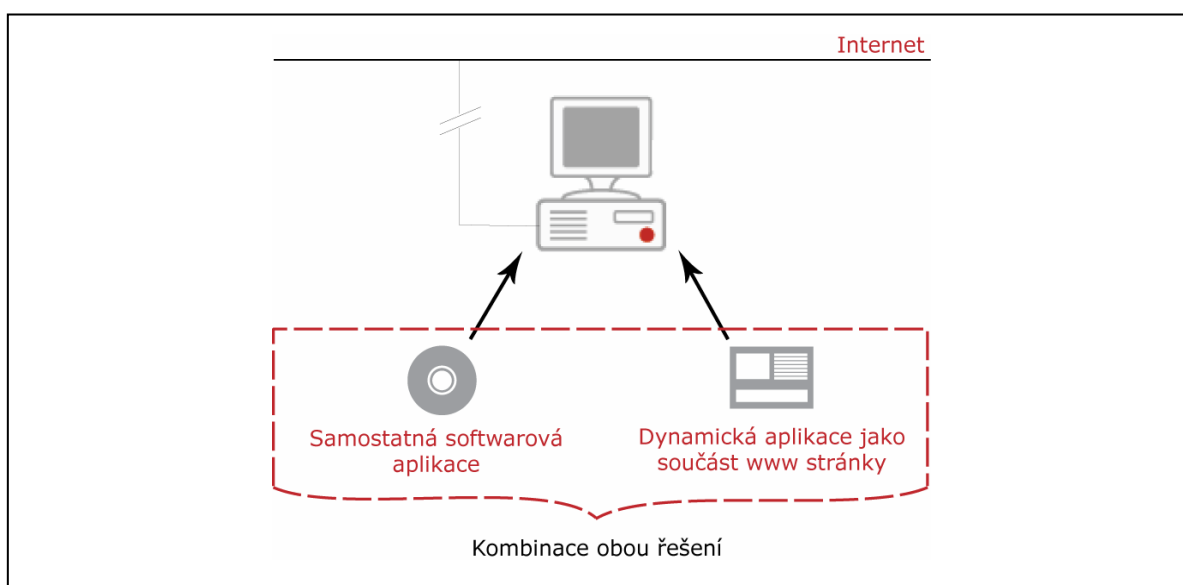 Internet
Samostatná softwarová
aplikace
Dynamická aplikace jako
součást www stránky
Kombinace obou řešení